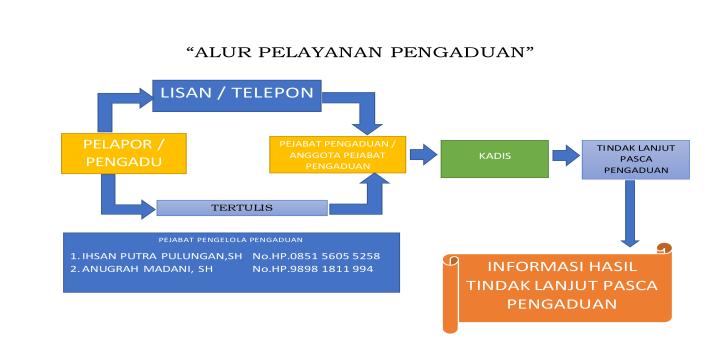 “ALUR PELAYANAN PENGADUAN”
LISAN / TELEPON
PELAPOR /
PENGADU
PEJABAT PENGADUAN /
ANGGOTA PEJABAT
PENGADUAN
KADIS
TINDAK LANJUT
PASCA
PENGADUAN
TERTULIS
PEJABAT PENGELOLA PENGADUAN
1. IHSAN PUTRA PULUNGAN,SH No.HP.0851 5605 5258
2. ANUGRAH MADANI, SH No.HP.9898 1811 994
INFORMASI HASIL
TINDAK LANJUT PASCA
PENGADUAN